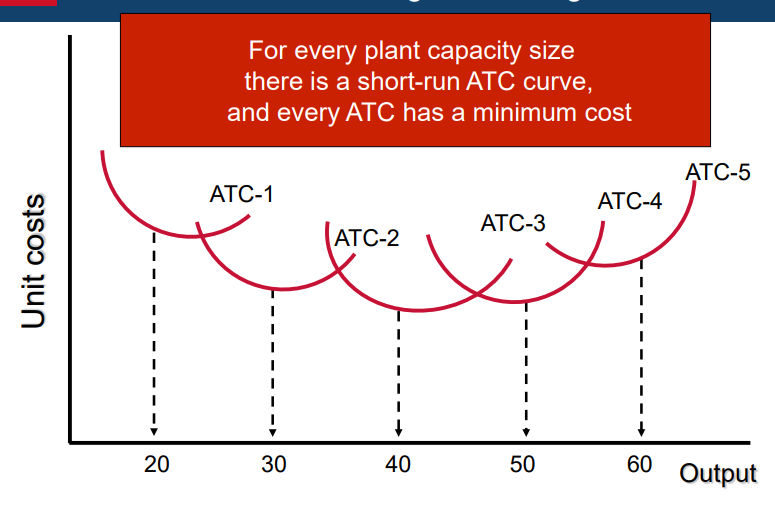 For every plant capacity size
there is a short-run ATC curve,
and every ATC has a minimum cost
ATC-1
ATC-2
ATC-3
ATC-4
ATC-5
Unit costs
20 30 40 50 60
Output